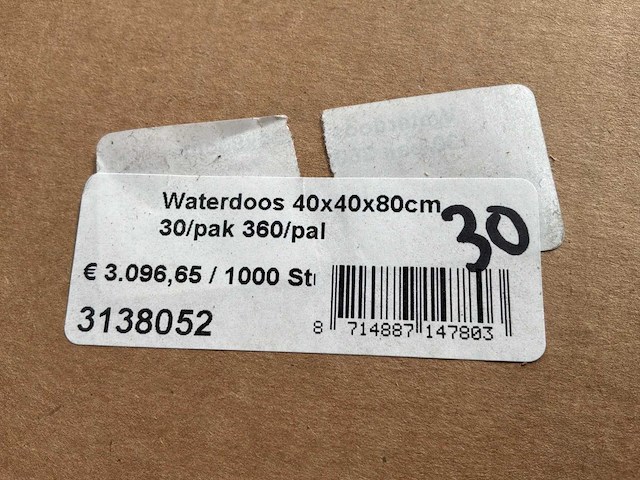 Waterdoos 40x40x80cm
30/pak 360/pal
30
€ 3.096,65 / 1000 St
3138052
8 714887 147803